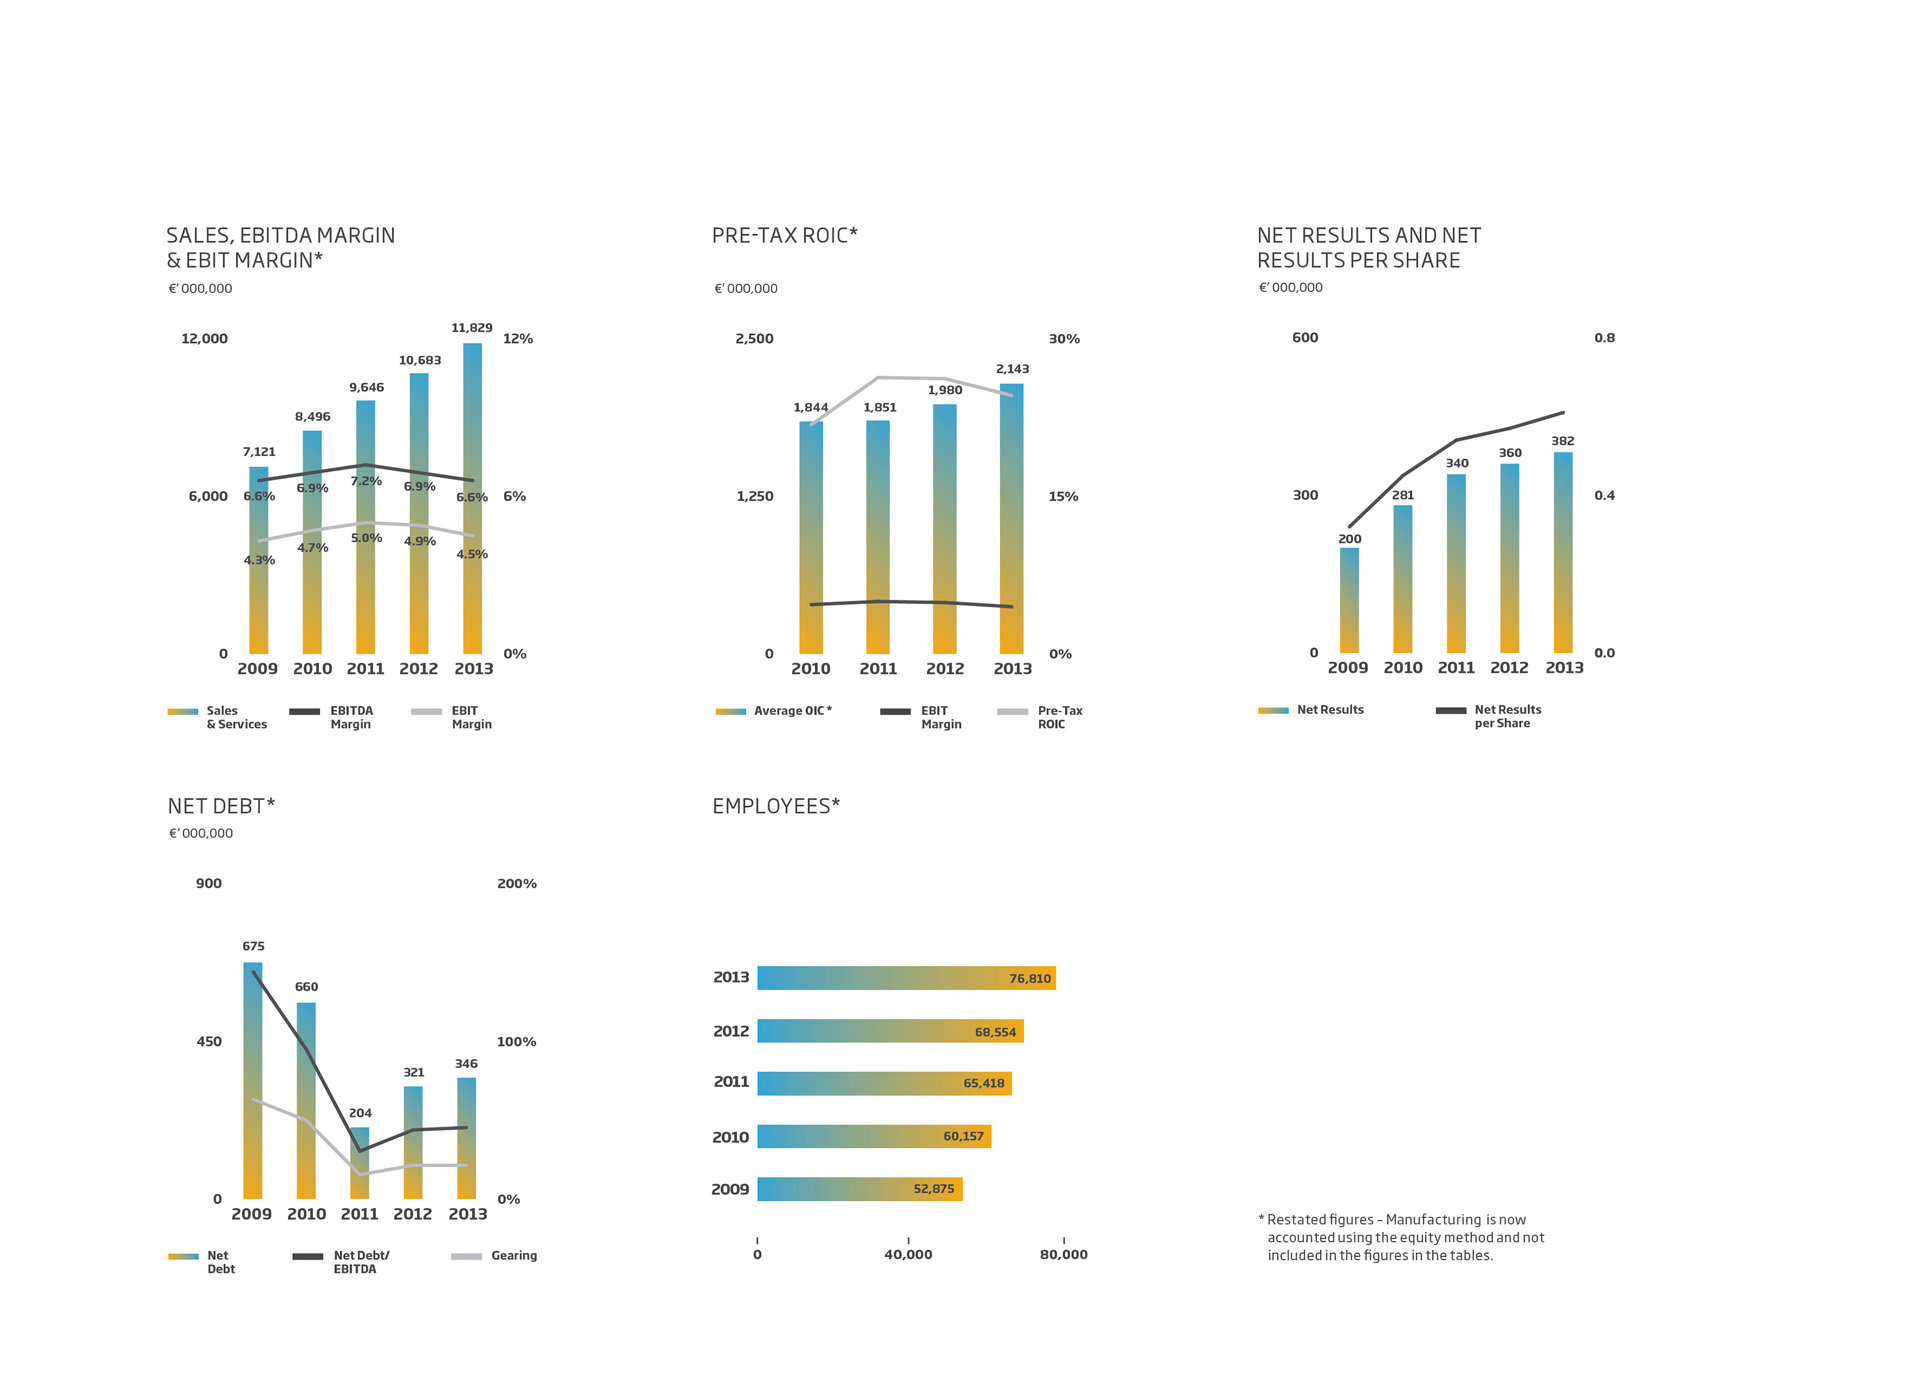 SALES, EBITDA MARGIN
& EBIT MARGIN*
€' 000,000
12,000
6,000
0
12%
6%
0%
7,121
8,496
9,646
10,683
11,829
6.6%
6.9%
7.2%
6.9%
6.6%
4.3%
4.7%
5.0%
4.9%
4.5%
2009 2010 2011 2012 2013
Sales
& Services
EBITDA
Margin
EBIT
Margin
PRE-TAX ROIC*
€' 000,000
2,500
1,250
0
30%
15%
0%
1,844
1,851
1,980
2,143
2010 2011 2012 2013
Average OIC *
EBIT
Margin
Pre-Tax
ROIC
NET RESULTS AND NET
RESULTS PER SHARE
€' 000,000
600
300
0
0.8
0.4
0.0
200
281
340
360
382
2009 2010 2011 2012 2013
Net Results
Net Results
per Share
NET DEBT*
€' 000,000
900
450
0
200%
100%
0%
675
660
204
321
346
2009 2010 2011 2012 2013
Net
Debt
Net Debt/
EBITDA
Gearing
EMPLOYEES*
2013 76,810
2012 68,554
2011 65,418
2010 60,157
2009 52,875
0 40,000 80,000
* Restated figures – Manufacturing is now
accounted using the equity method and not
included in the figures in the tables.